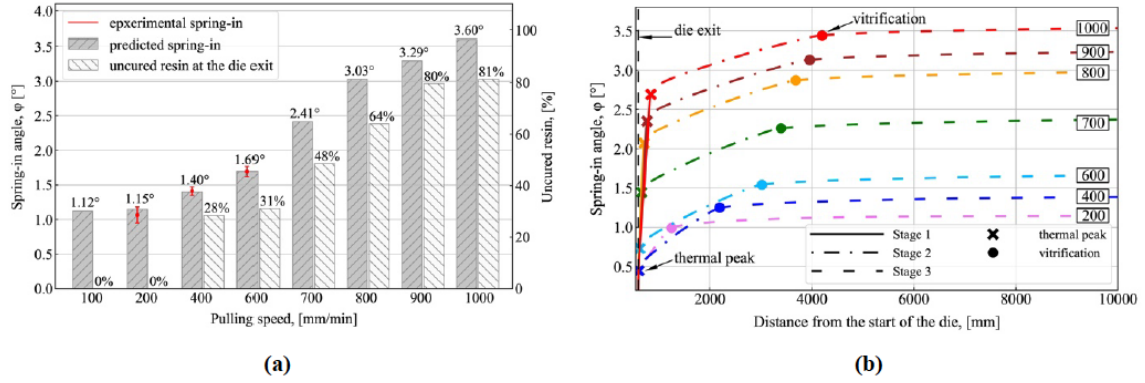 epxerimental spring-in
predicted spring-in
uncured resin at the die exit
4.0
3.5
3.0
2.5
2.0
1.5
1.0
0.5
0.0
Spring-in angle, φ [°]
1.12°
0%
1.15°
0%
1.40°
28%
1.69°
31%
2.41°
48%
3.03°
64%
3.29°
80%
3.60°
81%
100
80
60
40
20
0
Uncured resin, [%]
100 200 400 600 700 800 900 1000
Pulling speed, [mm/min]
(a)
3.5
3.0
2.5
2.0
1.5
1.0
0.5
Spring-in angle, φ [°]
die exit
vitrification
1000
900
800
700
600
400
200
thermal peak
Stage 1
Stage 2
Stage 3
thermal peak
vitrification
2000 4000 6000 8000 10000
Distance from the start of the die, [mm]
(b)